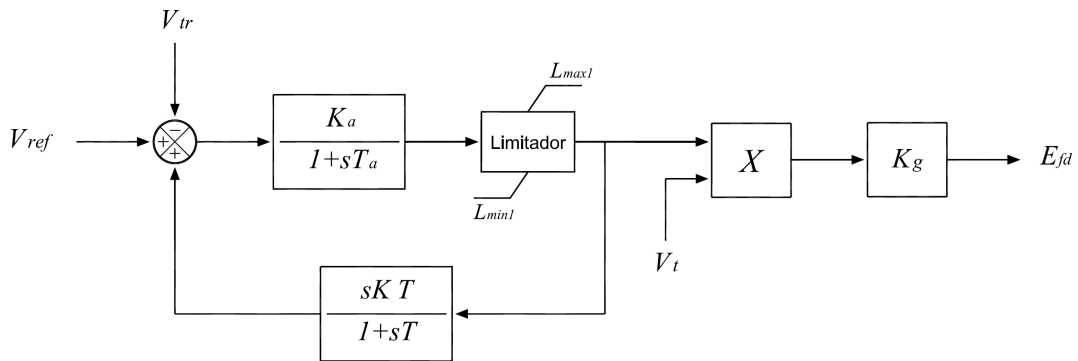 V_tr
L_max1
V_ref
−
+
+
K_a
1+sT_a
Limitador
L_min1
X
K_g
E_fd
V_t
sK T
1+sT